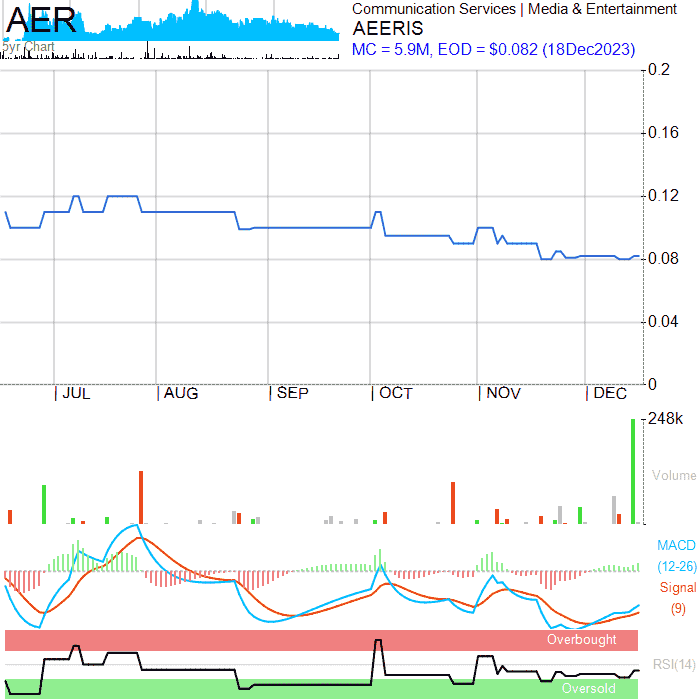 AER
5yr Chart
Communication Services | Media & Entertainment
AEERIS
MC = 5.9M, EOD = $0.082 (18Dec2023)
0.2
0.16
0.12
0.08
0.04
0
JUL
AUG
SEP
OCT
NOV
DEC
248k
Volume
MACD
(12-26)
Signal
(9)
Overbought
RSI(14)
Oversold